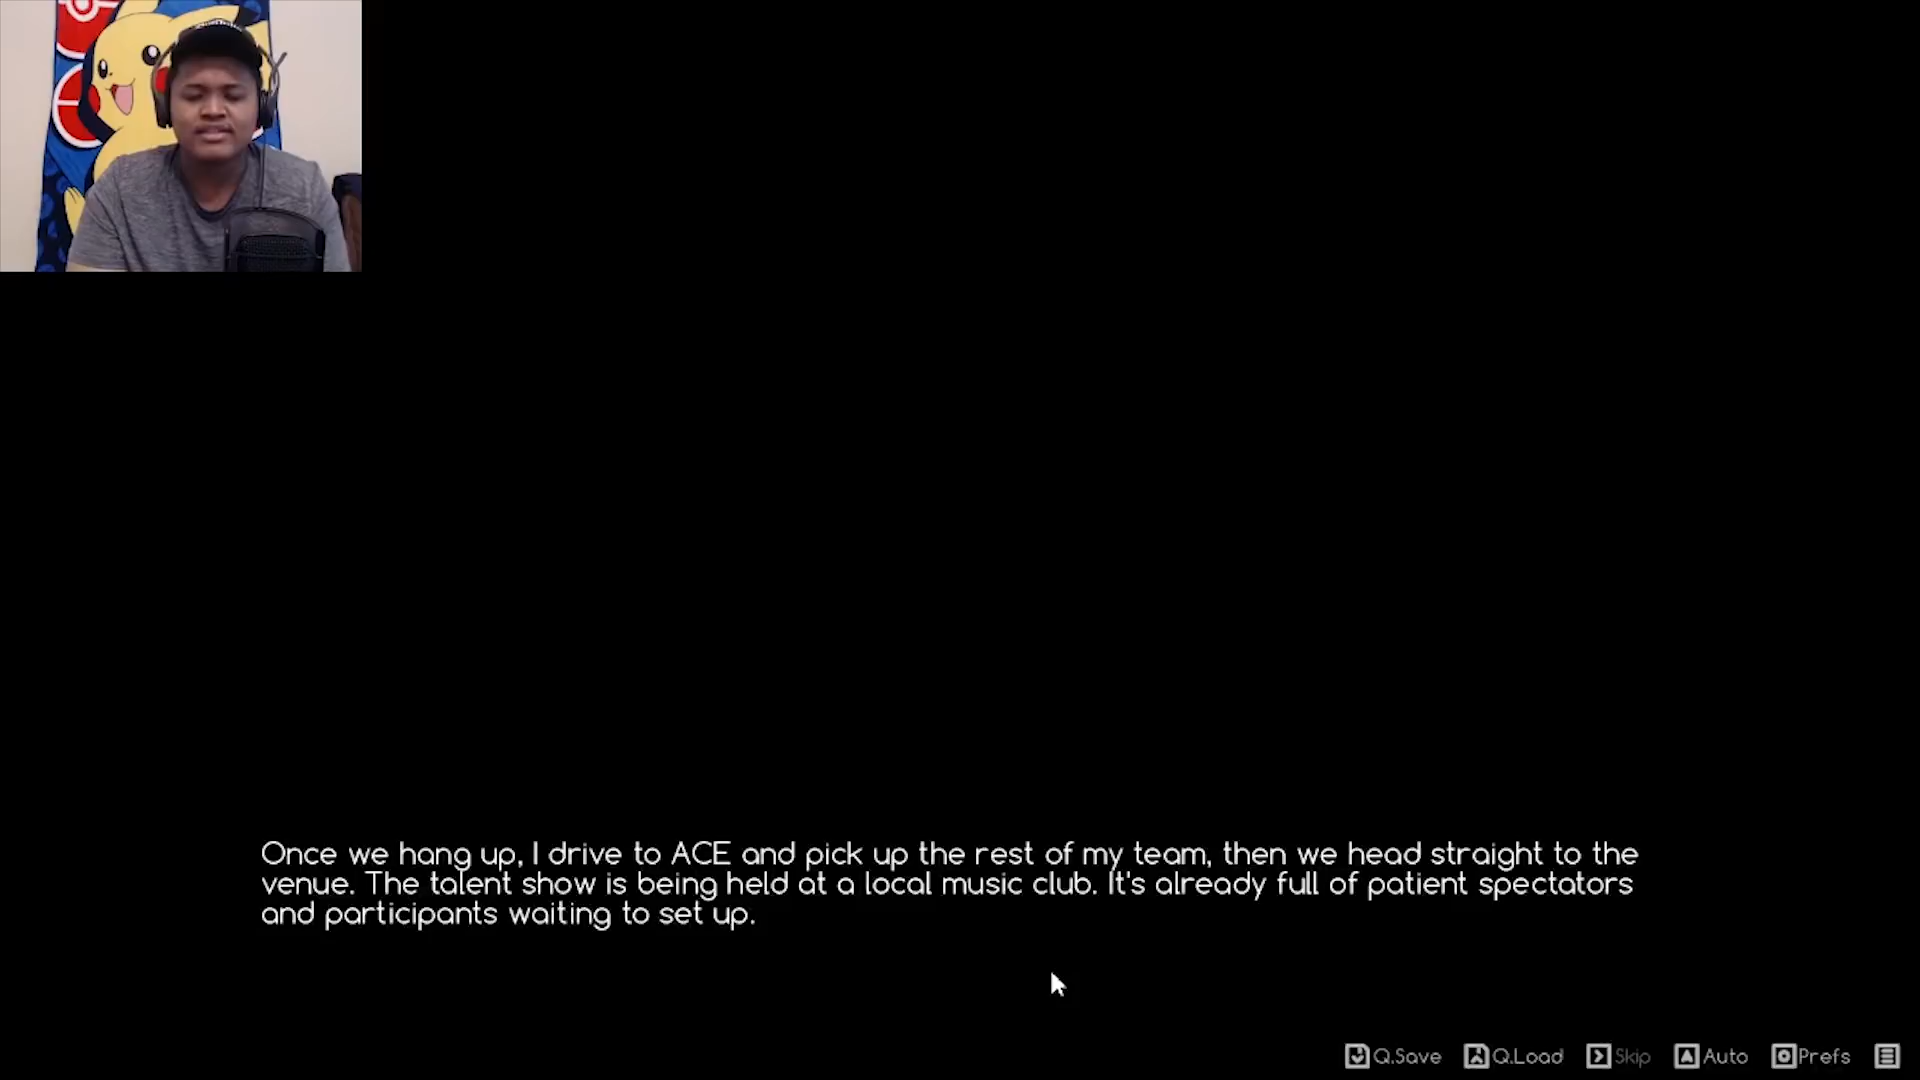 Once we hang up, I drive to ACE and pick up the rest of my team, then we head straight to the
venue. The talent show is being held at a local music club. It's already full of patient spectators
and participants waiting to set up.
Q.Save Q.Load Skip Auto Prefs